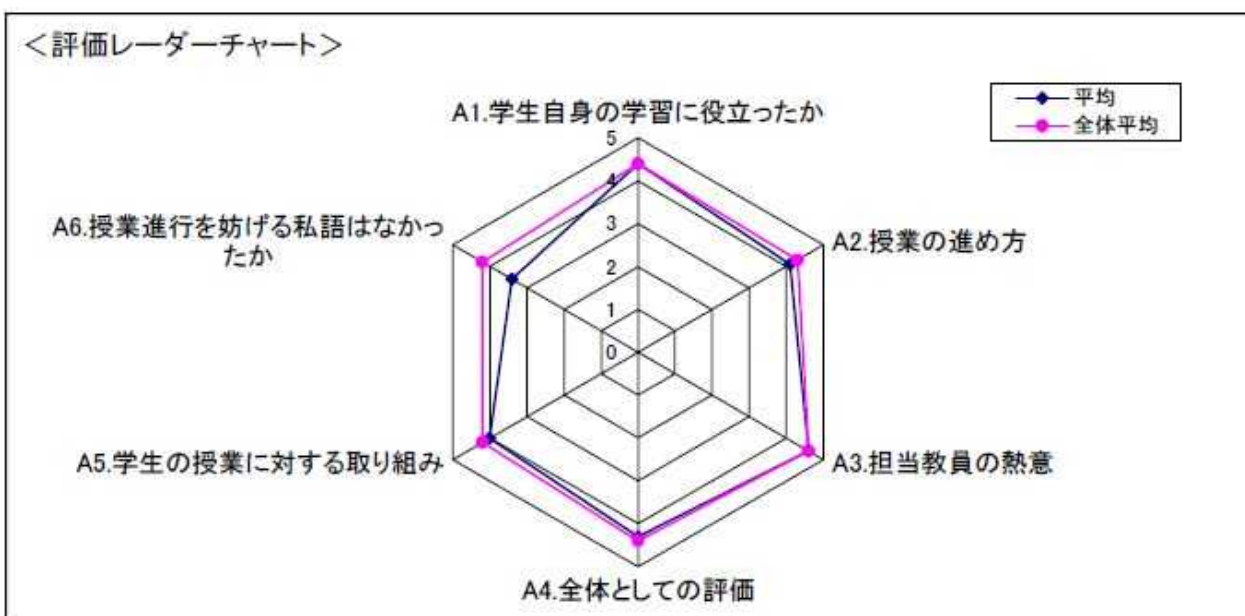 <評価レーダーチャート>
平均
全体平均
A1.学生自身の学習に役立ったか
5
4
3
2
1
0
A6.授業進行を妨げる私語はなかっ
たか
A2.授業の進め方
A5.学生の授業に対する取り組み
A3.担当教員の熱意
A4.全体としての評価